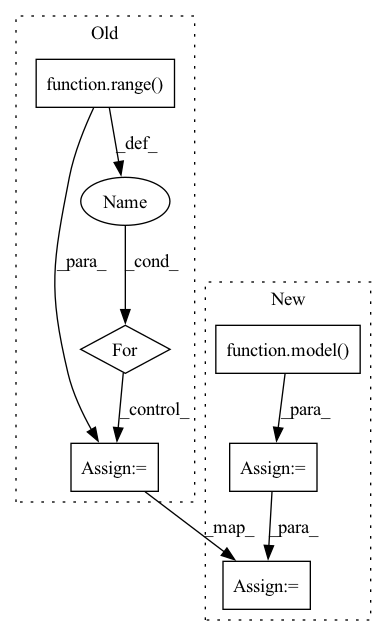 Old
function.range()
_def_
Name
_para_
_cond_
New
For
function.model()
_control_
_para_
Assign:=
Assign:=
_map_
_para_
Assign:=